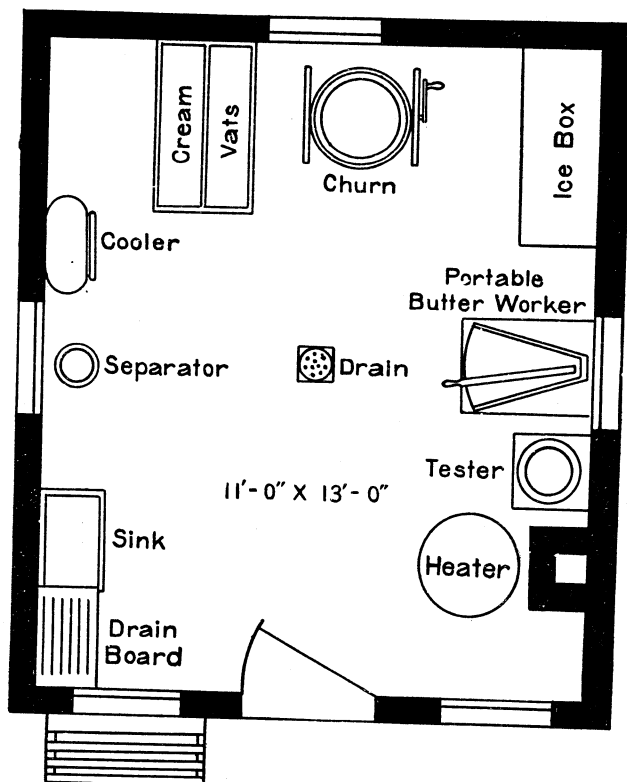 Cream
Vats
Churn
Ice Box
Cooler
Portable
Butter Worker
Separator
Drain
Tester
11'-0" X 13'-0"
Sink
Heater
Drain
Board